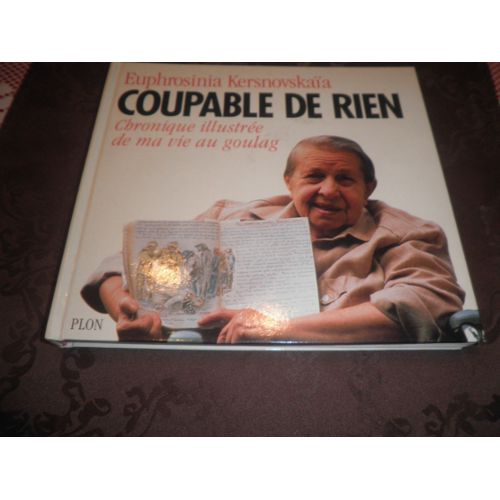 Euphrosinia Kersnovskaïa
COUPABLE DE RIEN
Chronique illustrée
de ma vie au goulag
PLON